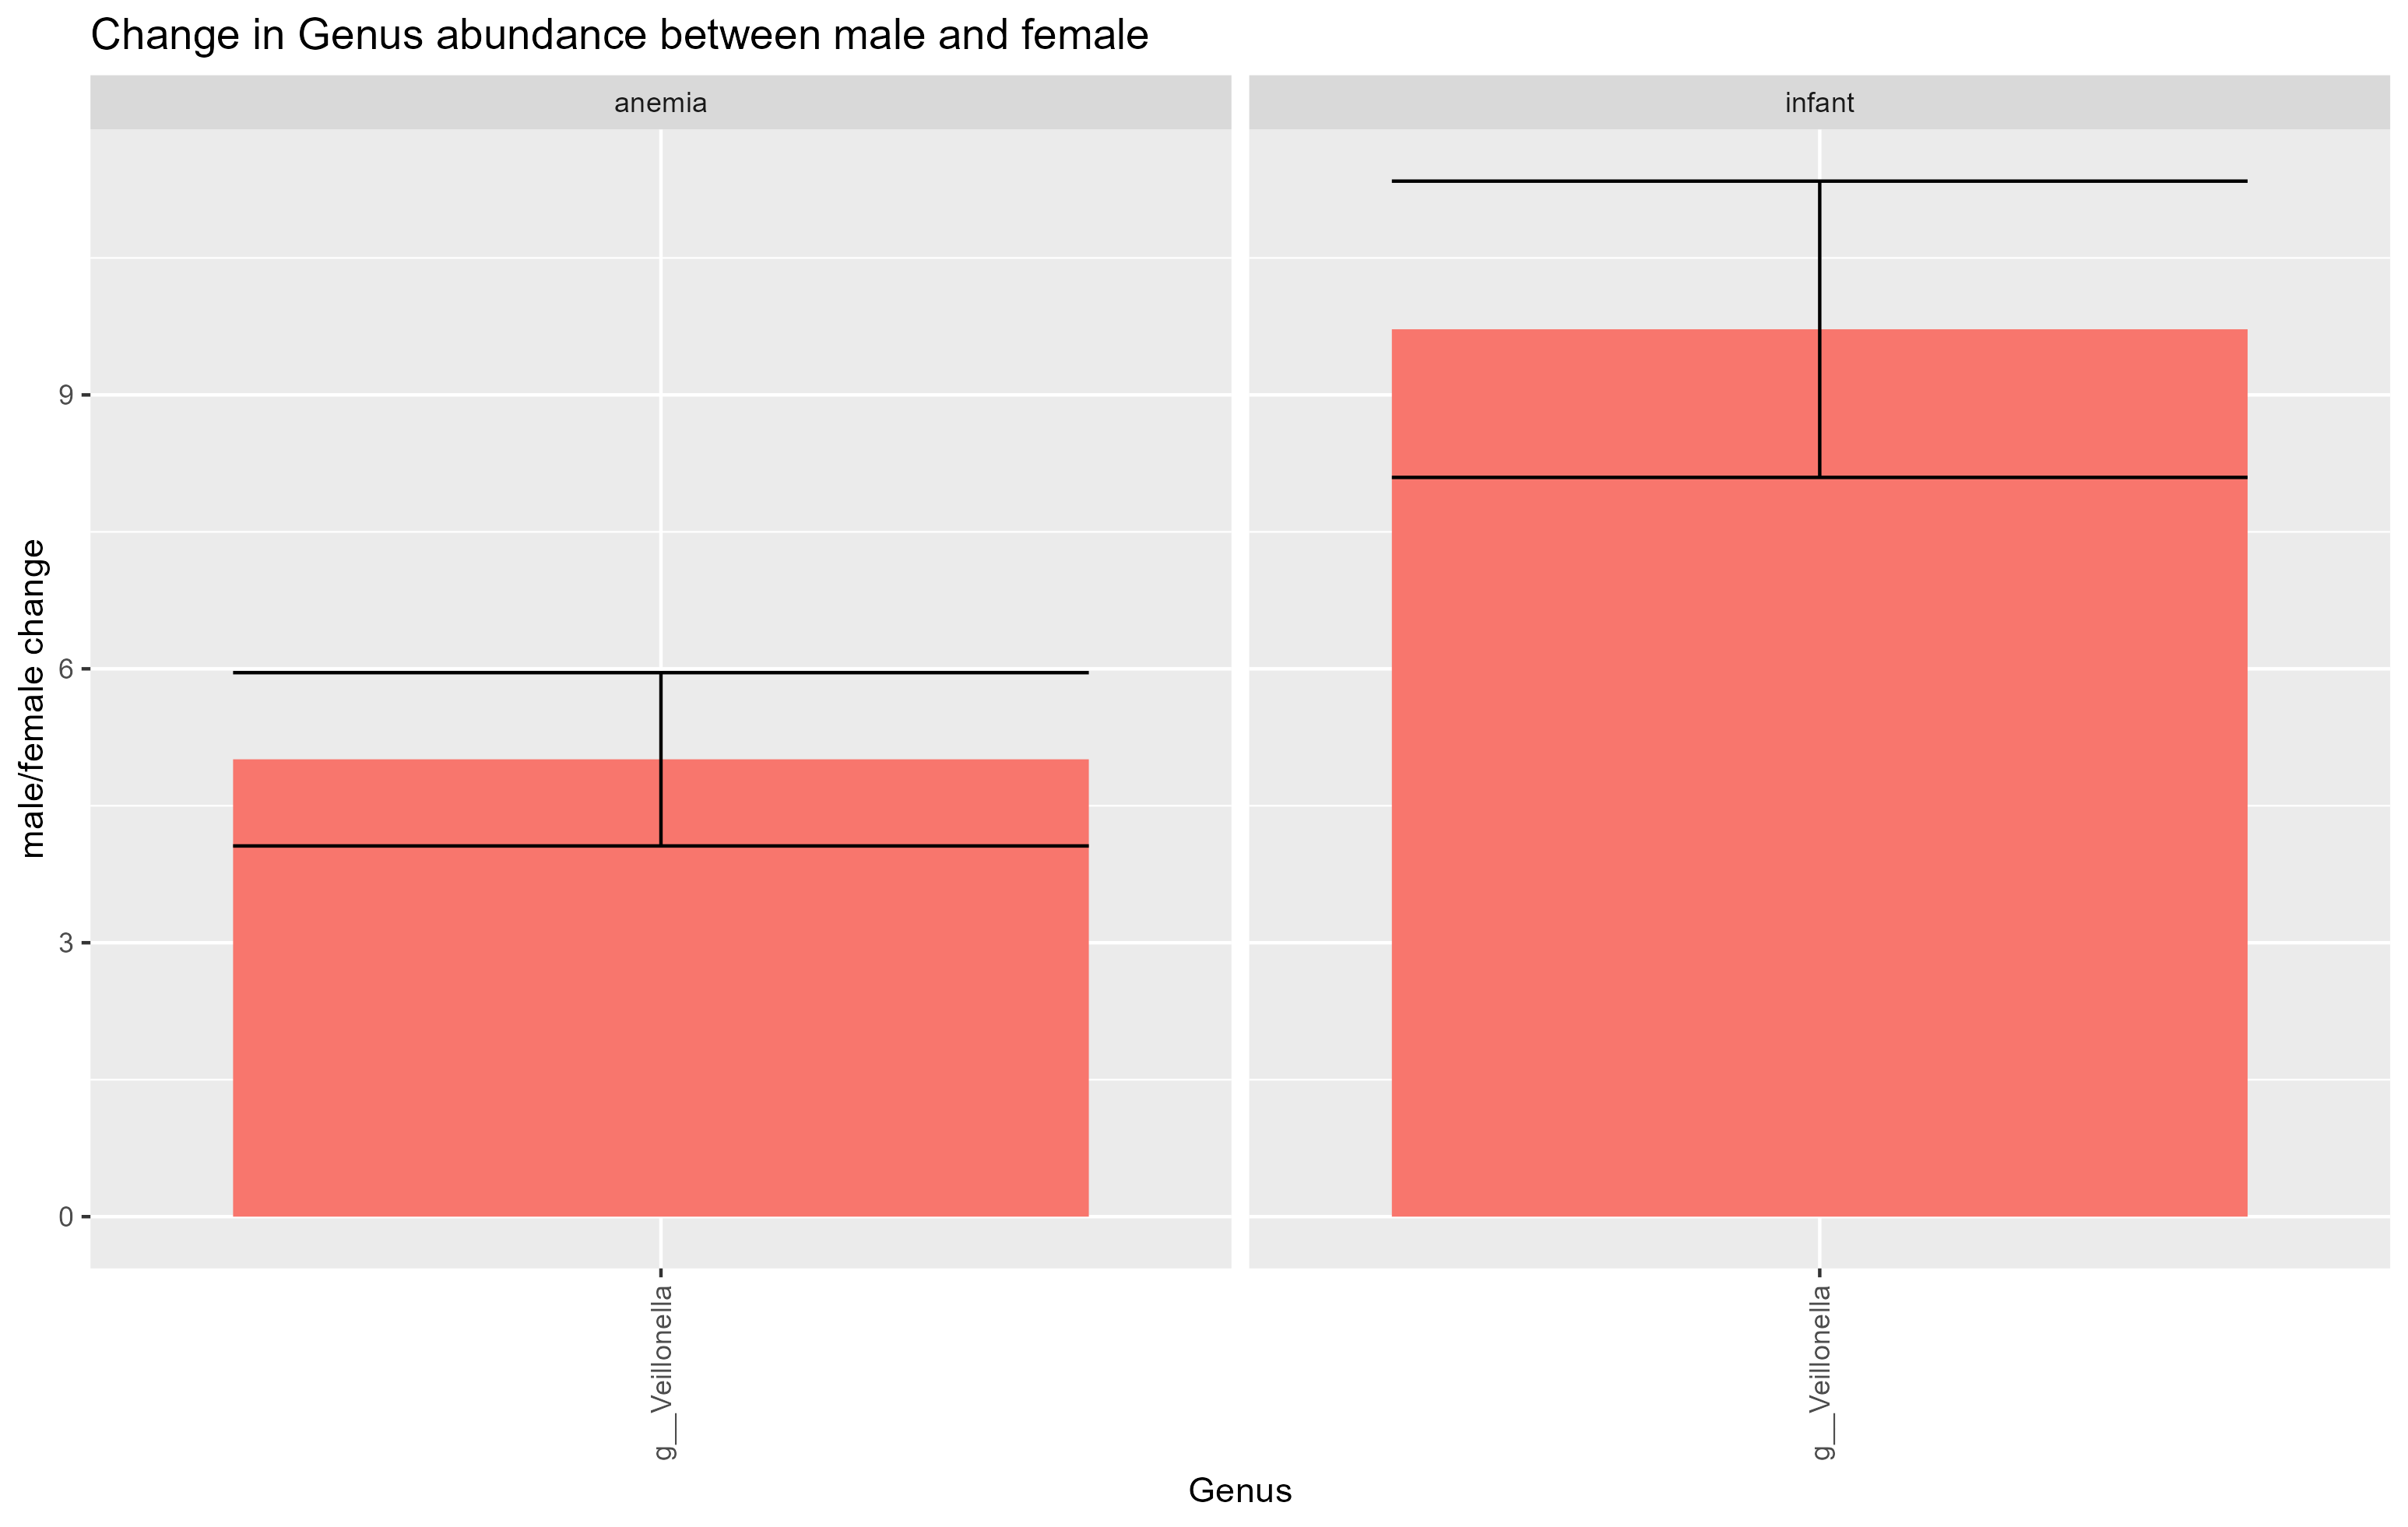 Change in Genus abundance between male and female
anemia
infant
male/female change
9
6
3
0
g__Veillonella
g__Veillonella
Genus